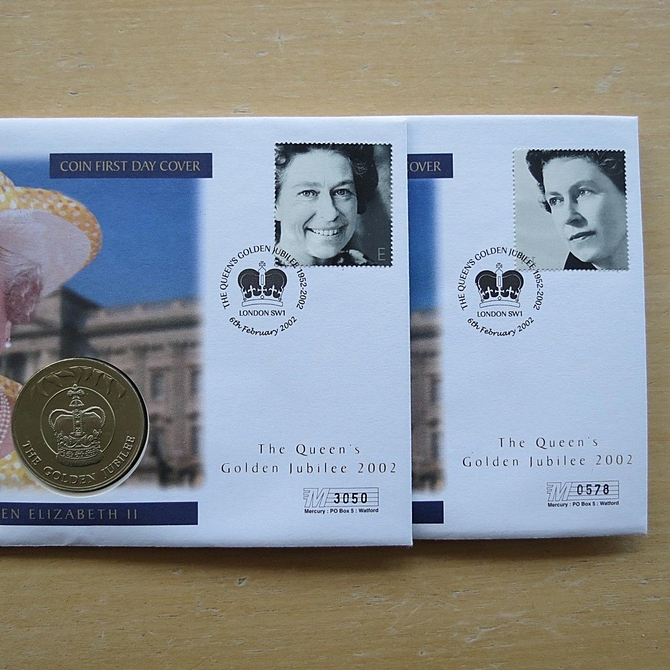 COIN FIRST DAY COVER
E
THE QUEEN'S GOLDEN JUBILEE 1952-2002
LONDON SW1
6th February 2002
THE GOLDEN JUBILEE
The Queen's
Golden Jubilee 2002
M 3050
Mercury : PO Box 5 : Watford
EN ELIZABETH II
OVER
THE QUEEN'S GOLDEN JUBILEE 1952-2002
LONDON SW1
6th February 2002
The Queen's
Golden Jubilee 2002
M 0578
Mercury : PO Box 5 : Watford